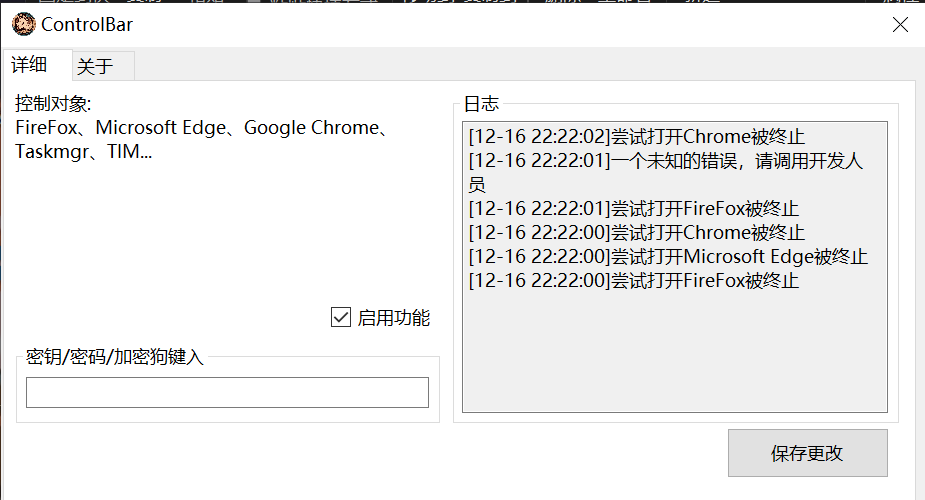 ControlBar
详细
关于
控制对象:
FireFox、Microsoft Edge、Google Chrome、
Taskmgr、TIM...
启用功能
密钥/密码/加密狗键入
日志
[12-16 22:22:02]尝试打开Chrome被终止
[12-16 22:22:01]一个未知的错误，请调用开发人
员
[12-16 22:22:01]尝试打开FireFox被终止
[12-16 22:22:00]尝试打开Chrome被终止
[12-16 22:22:00]尝试打开Microsoft Edge被终止
[12-16 22:22:00]尝试打开FireFox被终止
保存更改